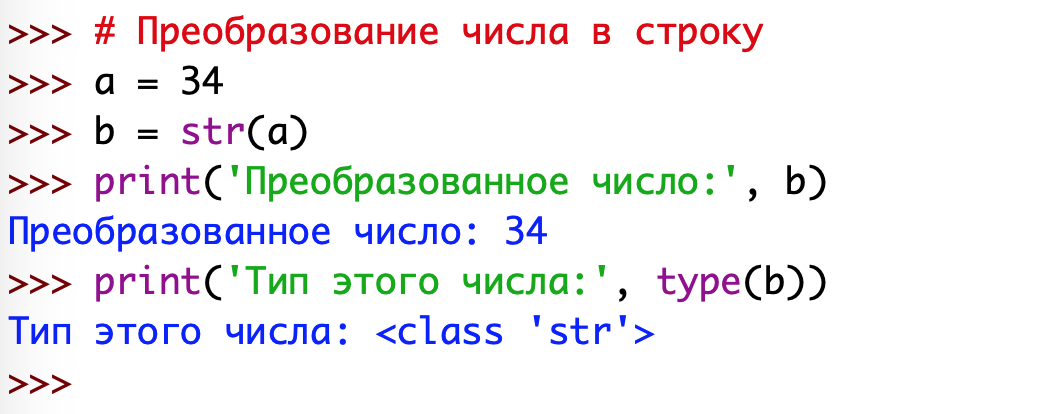 >>> # Преобразование числа в строку
>>> a = 34
>>> b = str(a)
>>> print('Преобразованное число:', b)
Преобразованное число: 34
>>> print('Тип этого числа:', type(b))
Тип этого числа: <class 'str'>
>>>